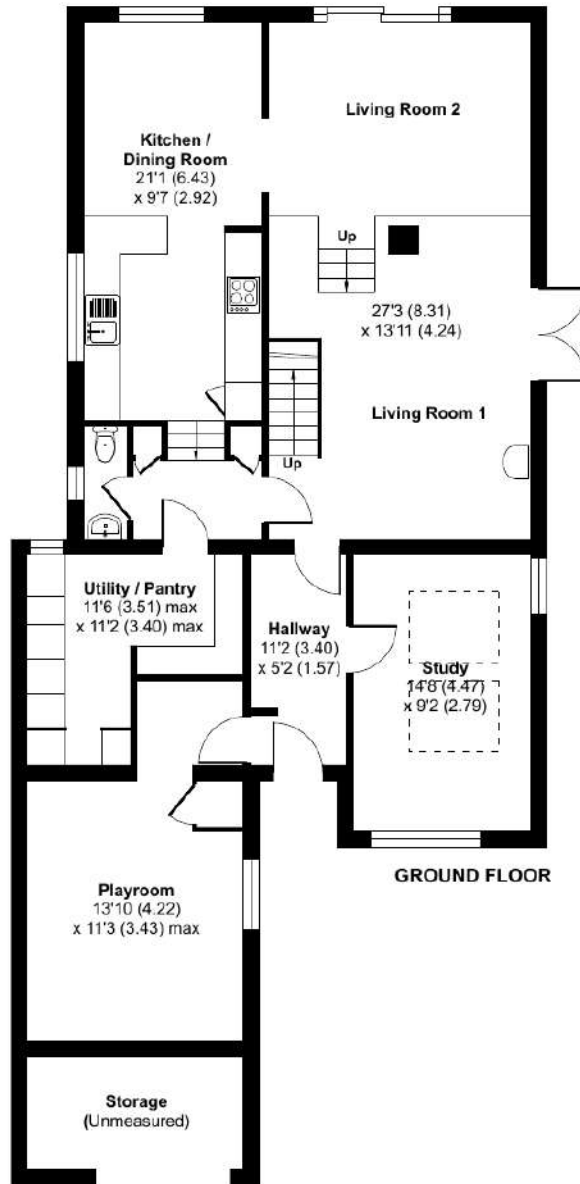 Living Room 2
Kitchen /
Dining Room
21'1 (6.43)
x 9'7 (2.92)
Up
27'3 (8.31)
x 13'11 (4.24)
Living Room 1
Up
Utility / Pantry
11'6 (3.51) max
x 11'2 (3.40) max
Hallway
11'2 (3.40)
x 5'2 (1.57)
Study
14'8 (4.47)
x 9'2 (2.79)
GROUND FLOOR
Playroom
13'10 (4.22)
x 11'3 (3.43) max
Storage
(Unmeasured)